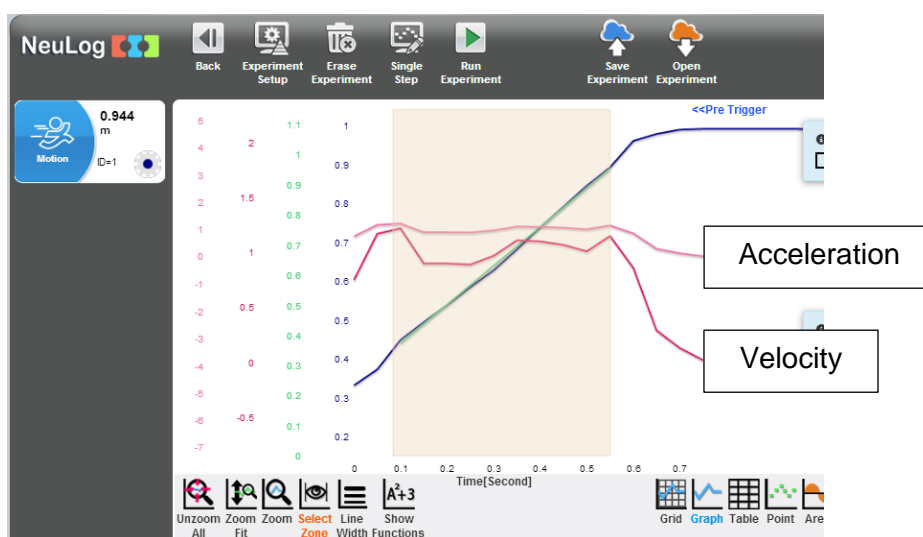 NeuLog
Back
Experiment
Setup
Erase
Experiment
Single
Step
Run
Experiment
Save
Experiment
Open
Experiment
0.944
m
Motion
ID=1
<<Pre Trigger
5
4
3
2
1
0
-1
-2
-3
-4
-5
-6
-7
2
1.5
1
0.5
0
-0.5
1.1
1
0.9
0.8
0.7
0.6
0.5
0.4
0.3
0.2
0.1
0
1
0.9
0.8
0.7
0.6
0.5
0.4
0.3
0.2
Acceleration
Velocity
0 0.1 0.2 0.3 0.4 0.5 0.6 0.7
Time[Second]
A²+3
Unzoom
All
Zoom
Fit
Zoom
Select
Zone
Line
Width
Show
Functions
Grid
Graph
Table
Point